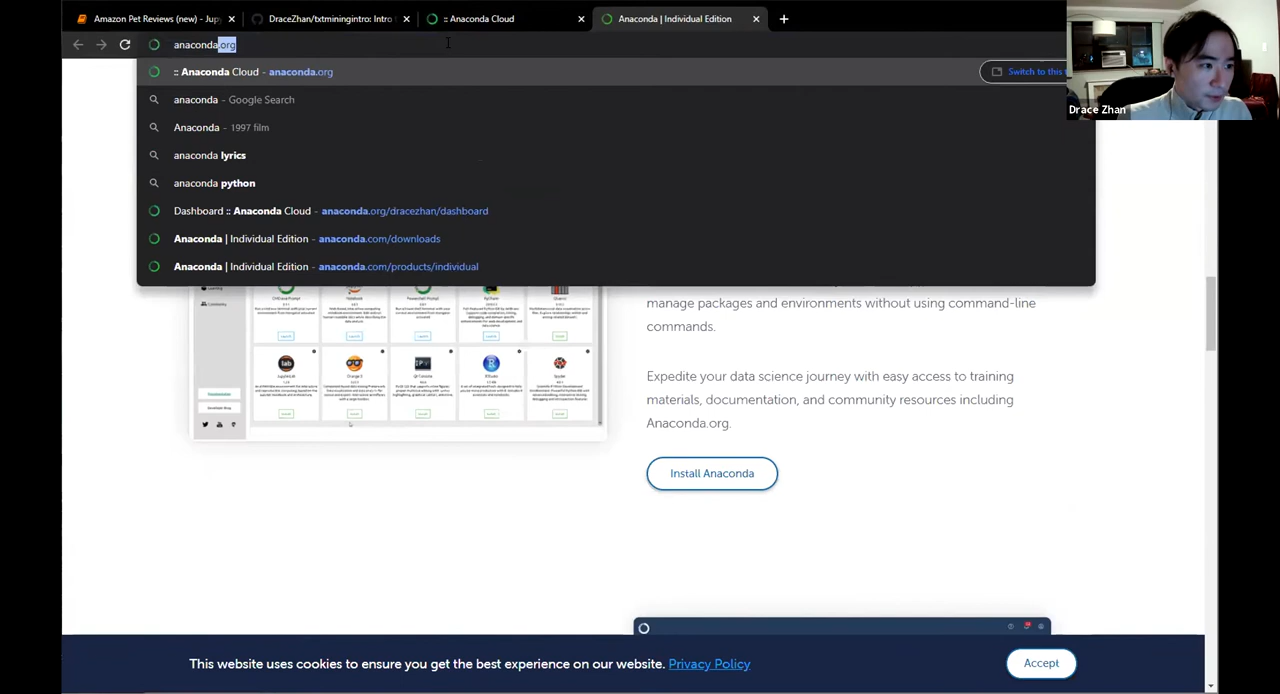 Amazon Pet Reviews (new) - Jup
DraceZhan/txtminingintro: Intro
:: Anaconda Cloud
Anaconda | Individual Edition
anaconda.org
:: Anaconda Cloud - anaconda.org
Switch to this t
anaconda - Google Search
Anaconda - 1997 film
anaconda lyrics
anaconda python
Dashboard :: Anaconda Cloud - anaconda.org/dracezhan/dashboard
Anaconda | Individual Edition - anaconda.com/downloads
Anaconda | Individual Edition - anaconda.com/products/individual
Drace Zhan
manage packages and environments without using command-line
commands.
Expedite your data science journey with easy access to training
materials, documentation, and community resources including
Anaconda.org.
Install Anaconda
This website uses cookies to ensure you get the best experience on our website. Privacy Policy
Accept